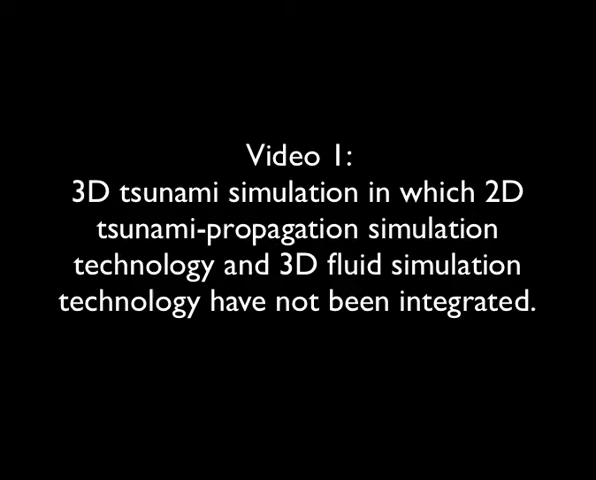 Video 1:
3D tsunami simulation in which 2D
tsunami-propagation simulation
technology and 3D fluid simulation
technology have not been integrated.